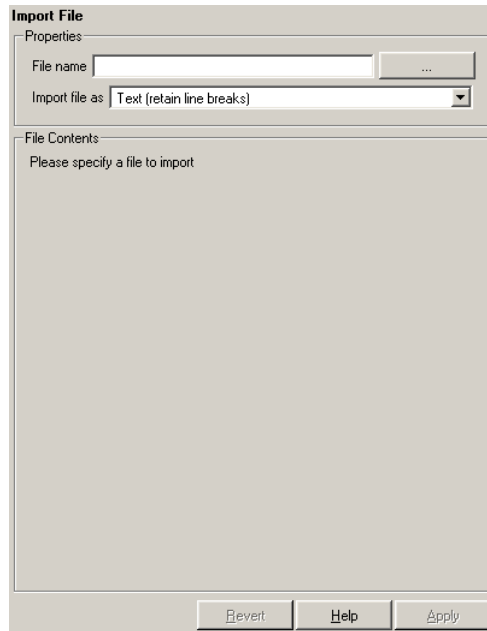 Import File
Properties
File name
...
Import file as Text (retain line breaks)
File Contents
Please specify a file to import
Revert Help Apply